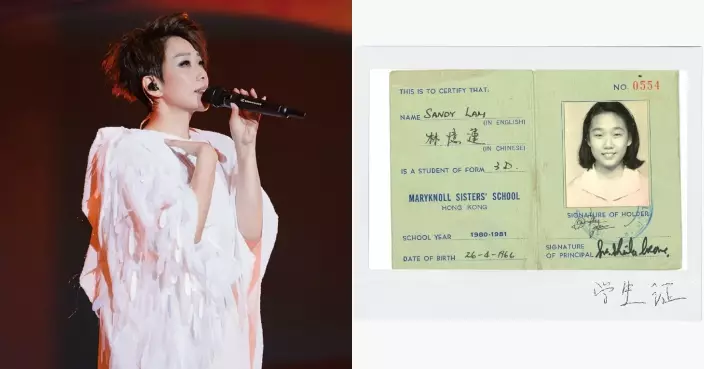 THIS IS TO CERTIFY THAT:
NO. 0554
NAME SANDY LAM
(IN ENGLISH)
林憶蓮
(IN CHINESE)
IS A STUDENT OF FORM 3D
MARYKNOLL SISTERS' SCHOOL
HONG KONG
SCHOOL YEAR 1980-1981
DATE OF BIRTH 26-4-1966
SIGNATURE OF HOLDER
SIGNATURE
OF PRINCIPAL
学生証